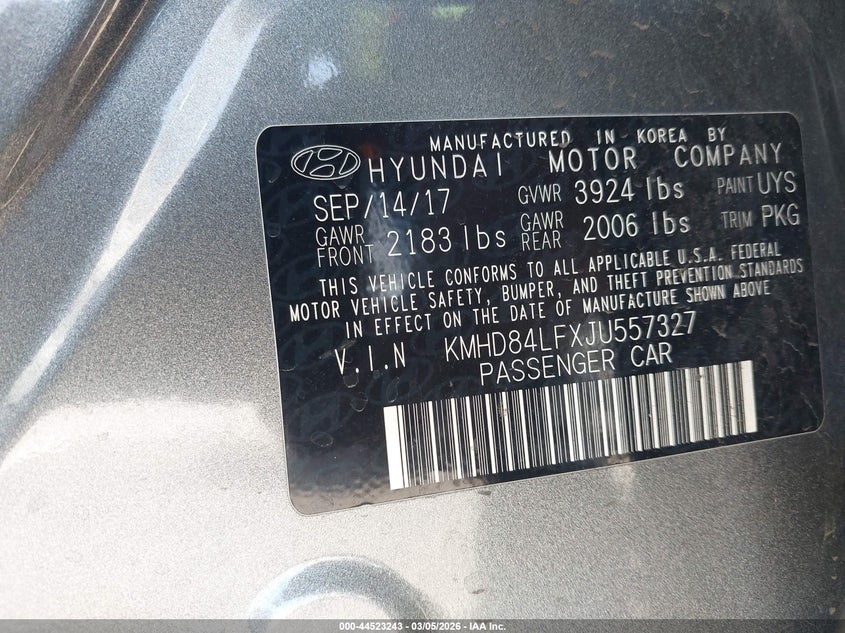 MANUFACTURED IN KOREA BY
HYUNDAI MOTOR COMPANY
SEP/14/17 GVWR 3924 lbs PAINT UYS
GAWR FRONT 2183 lbs GAWR REAR 2006 lbs TRIM PKG
THIS VEHICLE CONFORMS TO ALL APPLICABLE U.S.A. FEDERAL
MOTOR VEHICLE SAFETY, BUMPER, AND THEFT PREVENTION STANDARDS
IN EFFECT ON THE DATE OF MANUFACTURE SHOWN ABOVE
V.I.N KMHD84LFXJU557327
PASSENGER CAR
000-44523243 - 03/05/2026 - IAA Inc.